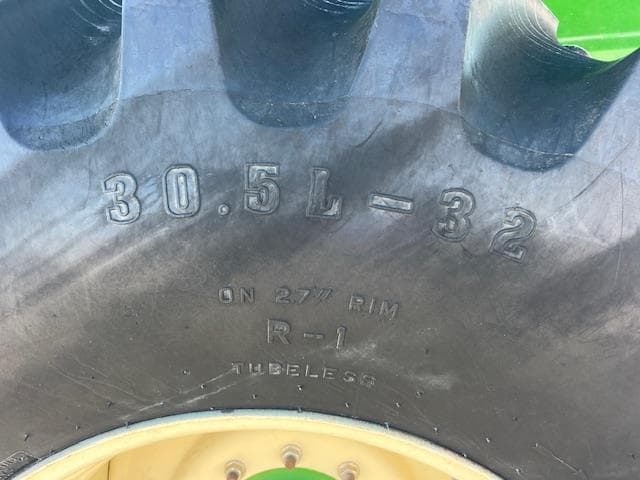 30.5L-32
ON 27" RIM
R-1
TUBELESS